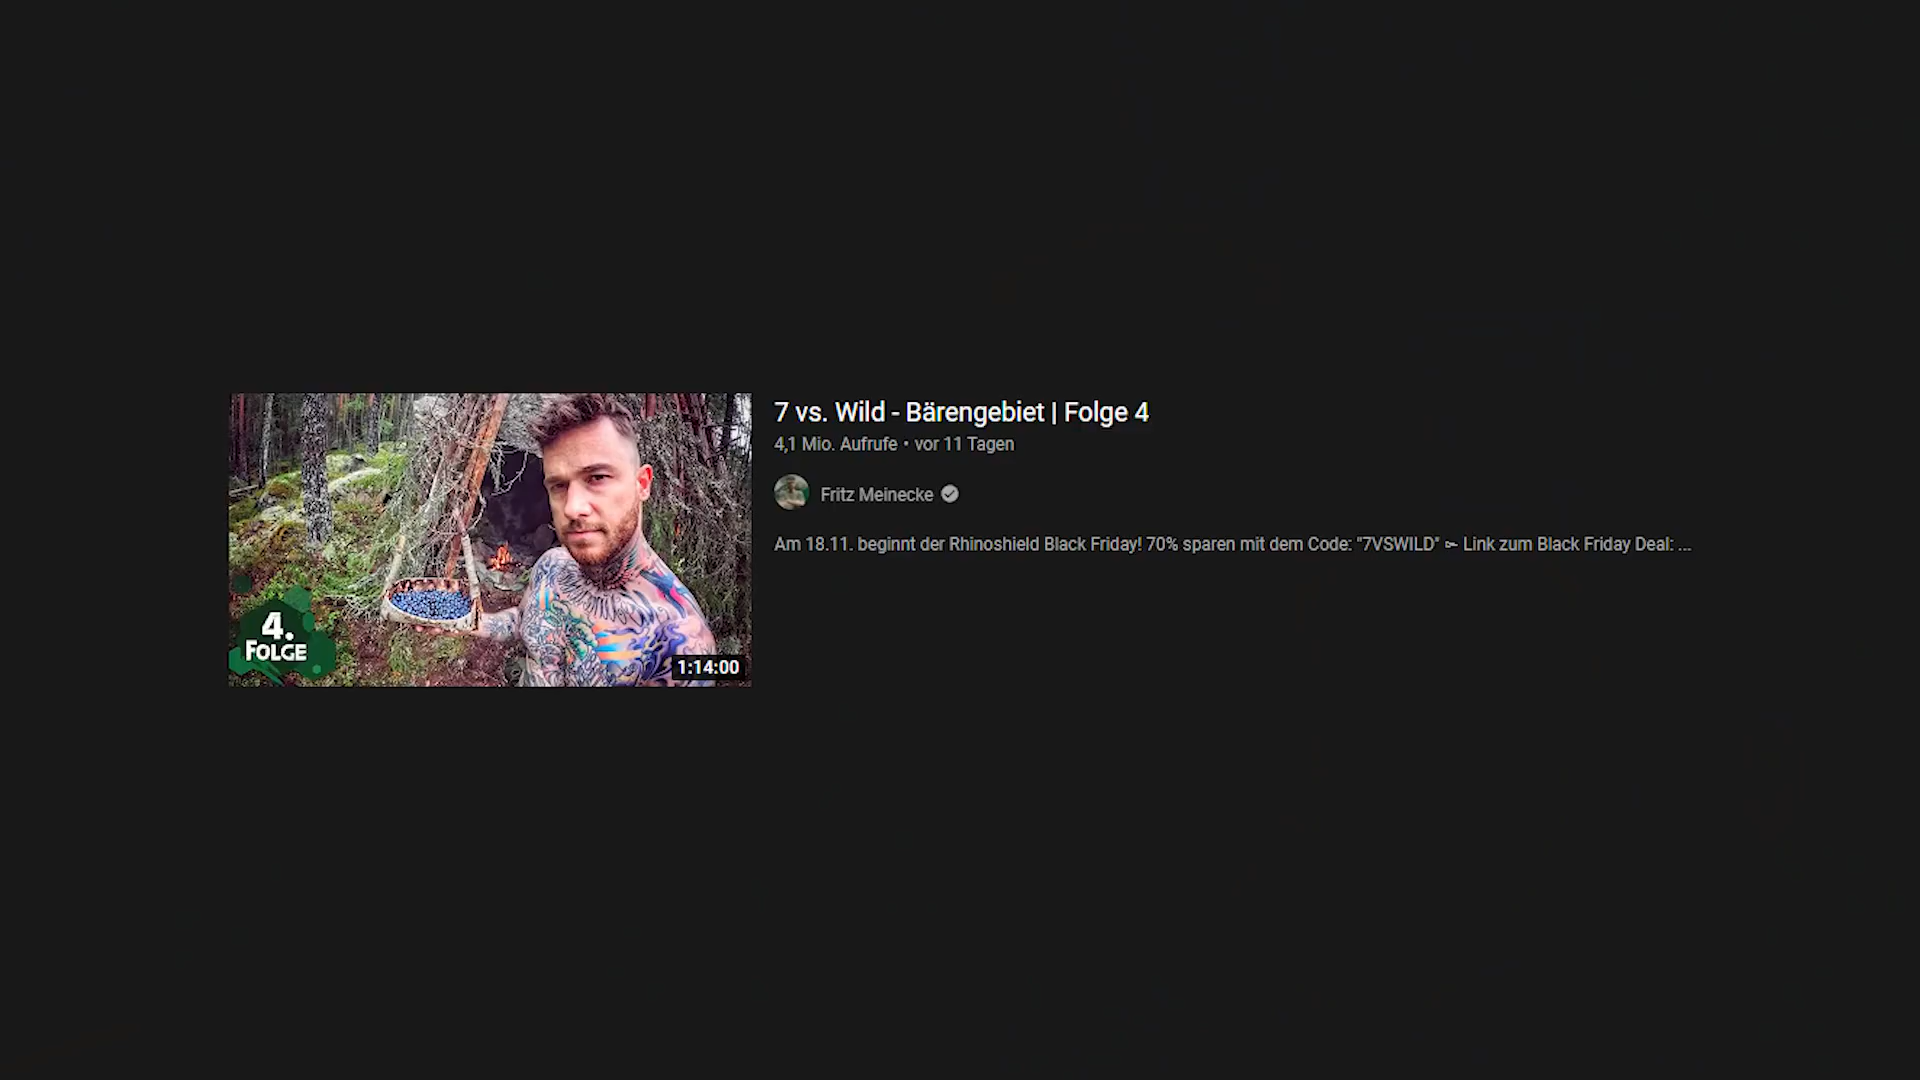 7 vs. Wild - Bärengebiet | Folge 4
4,1 Mio. Aufrufe • vor 11 Tagen
Fritz Meinecke
Am 18.11. beginnt der Rhinoshield Black Friday! 70% sparen mit dem Code: "7VSWILD" ➛ Link zum Black Friday Deal: ...
4.
FOLGE
1:14:00